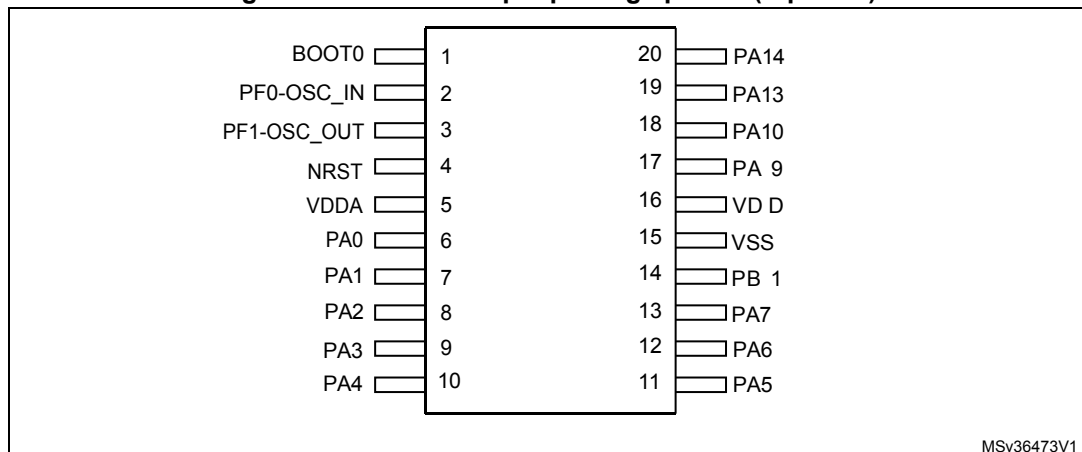 BOOT0 1 20 PA14
PF0-OSC_IN 2 19 PA13
PF1-OSC_OUT 3 18 PA10
NRST 4 17 PA 9
VDDA 5 16 VD D
PA0 6 15 VSS
PA1 7 14 PB 1
PA2 8 13 PA7
PA3 9 12 PA6
PA4 10 11 PA5
MSv36473V1